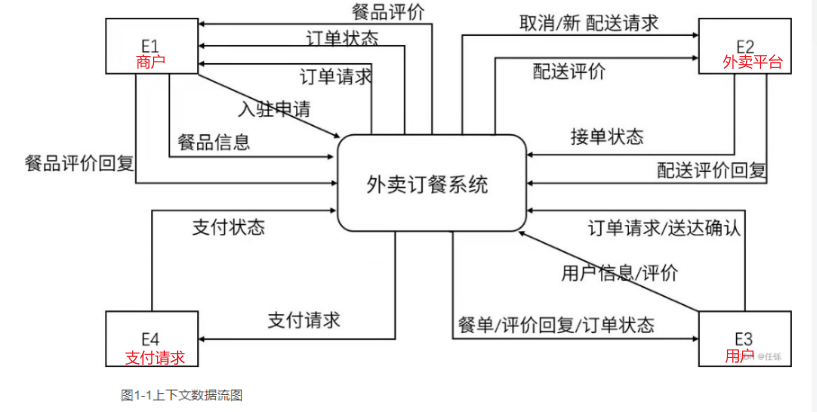 餐品评价
订单状态
订单请求
E1
商户
取消/新 配送请求
E2
外卖平台
配送评价
入驻申请
餐品信息
餐品评价回复
接单状态
配送评价回复
外卖订餐系统
支付状态
订单请求/送达确认
用户信息/评价
支付请求
餐单/评价回复/订单状态
E4
支付请求
E3
用户
@任铄
图1-1上下文数据流图